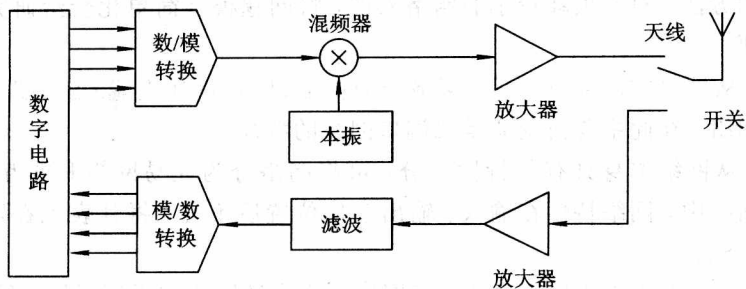 数字电路
数/模
转换
混频器
本振
放大器
天线
开关
模/数
转换
滤波
放大器